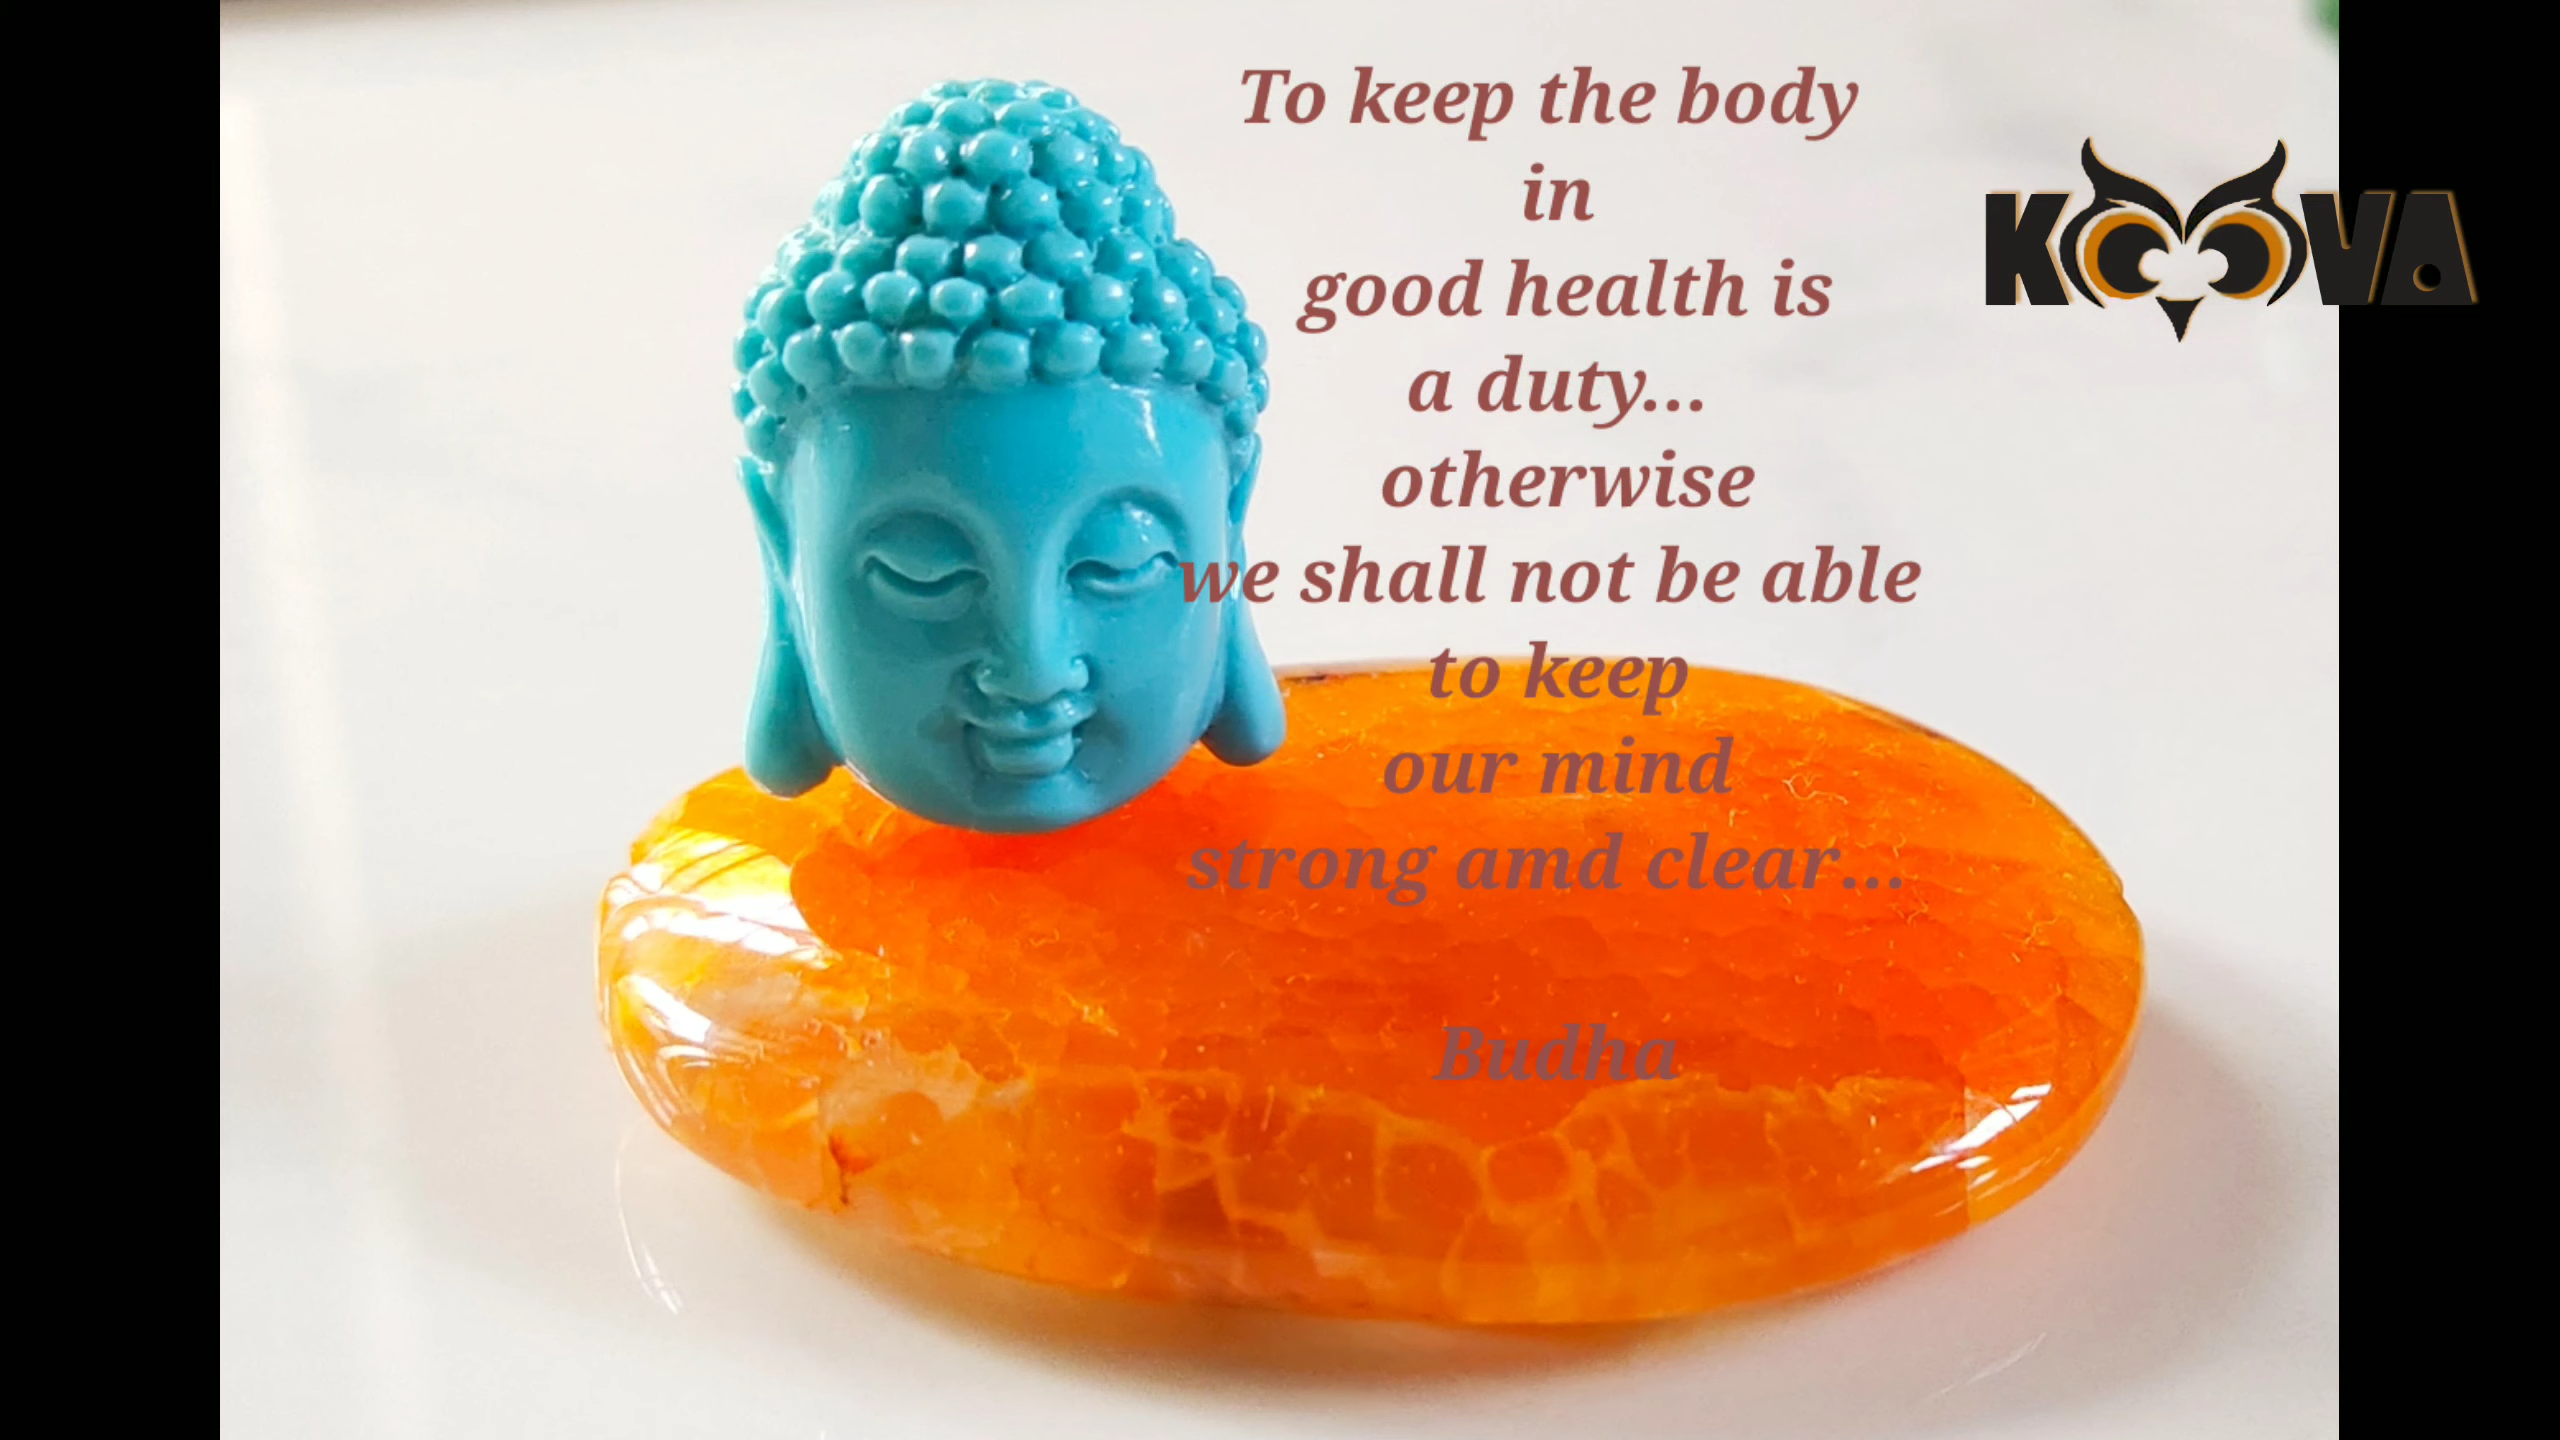 To keep the body
in
good health is
a duty...
otherwise
we shall not be able
to keep
our mind
strong amd clear...
Budha
KOOVA